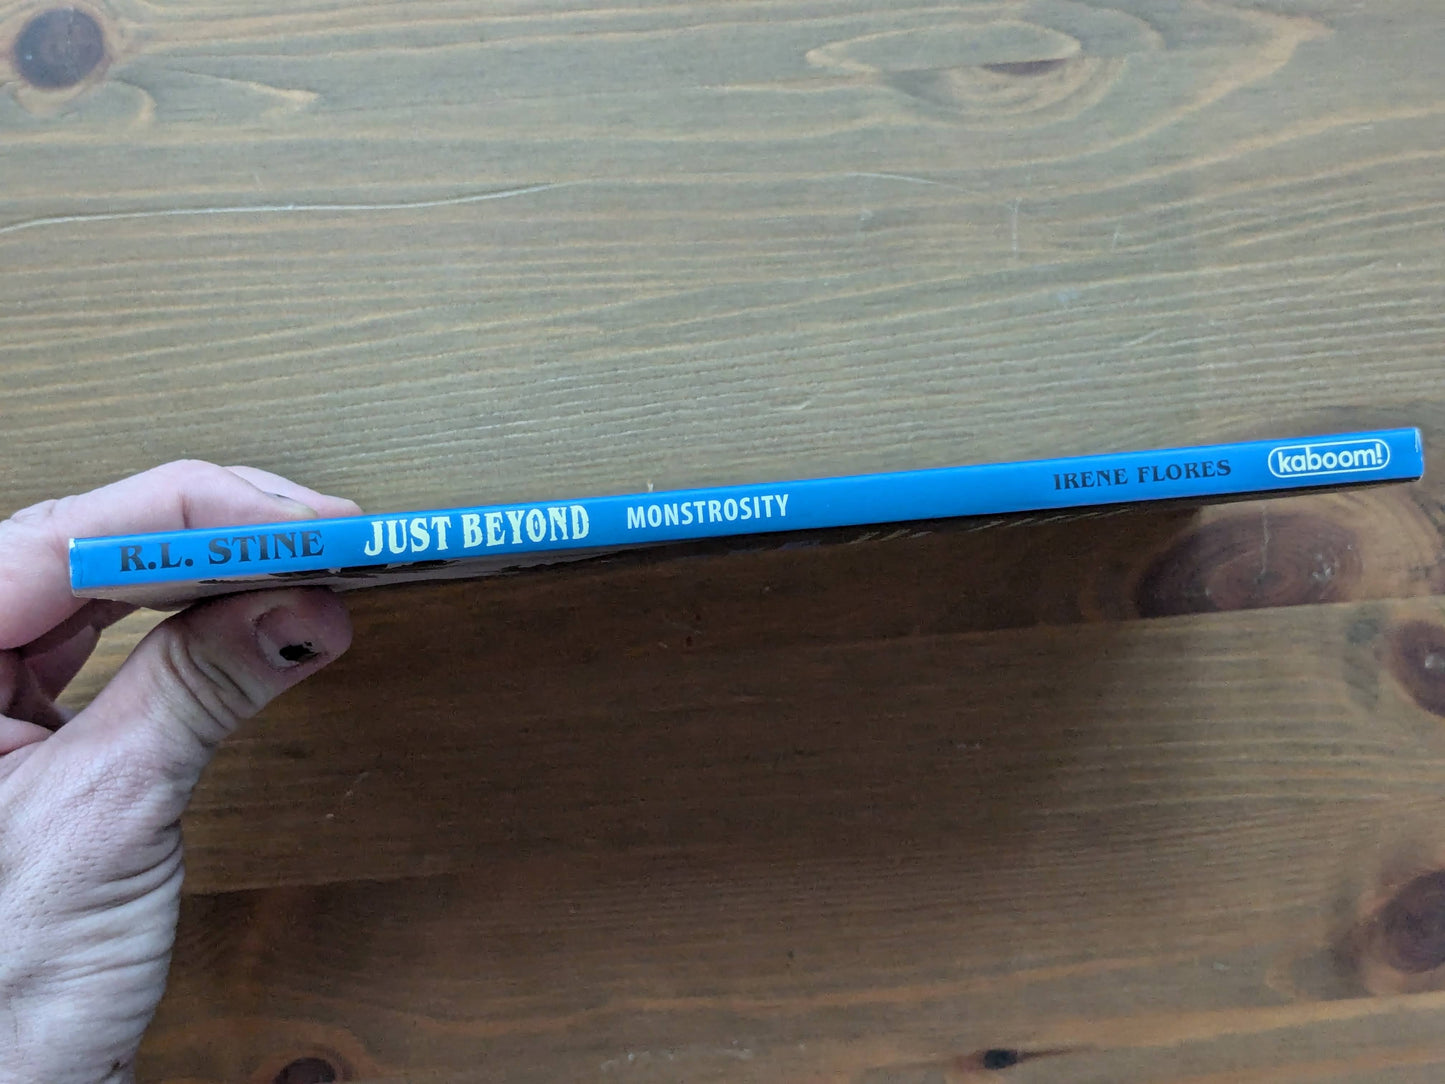 R.L. STINE JUST BEYOND MONSTROSITY IRENE FLORES kaboom!